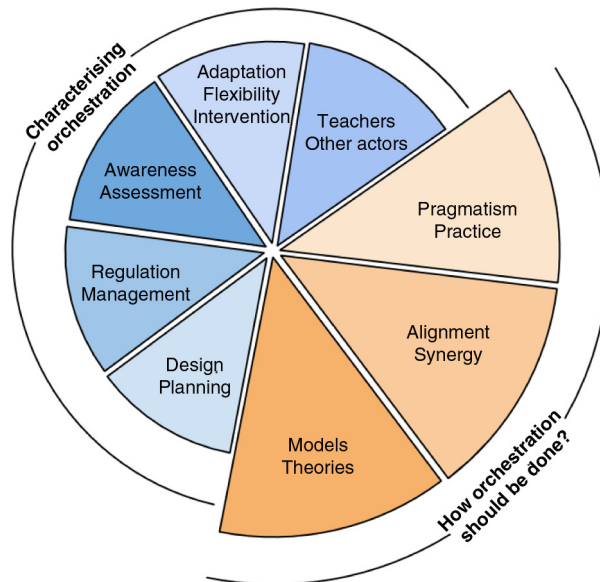 Characterising
orchestration
Adaptation
Flexibility
Intervention
Teachers
Other actors
Awareness
Assessment
Pragmatism
Practice
Regulation
Management
Alignment
Synergy
Design
Planning
Models
Theories
How orchestration
should be done?